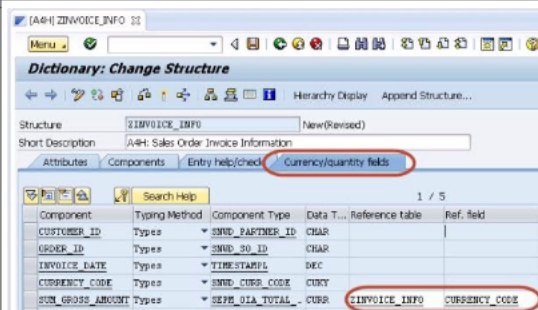 [A4H] ZINVOICE_INFO
Menu
Dictionary: Change Structure
Hierarchy Display Append Structure...
Structure ZINVOICE_INFO New(Revised)
Short Description A4H: Sales Order Invoice Information
Attributes Components Entry help/check Currency/quantity fields
Search Help 1 / 5
Component Typing Method Component Type Data T... Reference table Ref. field
CUSTOMER_ID Types SNWD_PARTNER_ID CHAR
ORDER_ID Types SNWD_SO_ID CHAR
INVOICE_DATE Types TIMESTAMPL DEC
CURRENCY_CODE Types SNWD_CURR_CODE CUKY
SUM_GROSS_AMOUNT Types SEPM_OIA_TOTAL_. CURR ZINVOICE_INFO CURRENCY_CODE